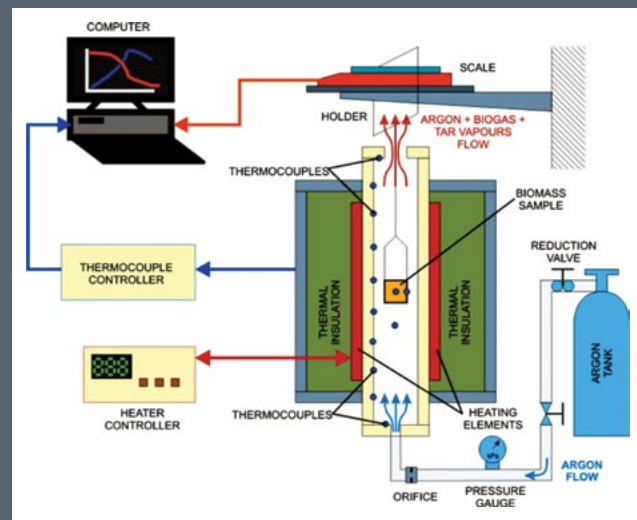 COMPUTER
SCALE
HOLDER
ARGON + BIOGAS +
TAR VAPOURS
FLOW
THERMOCOUPLES
BIOMASS
SAMPLE
REDUCTION
VALVE
THERMOCOUPLE
CONTROLLER
THERMAL
INSULATION
THERMAL
INSULATION
ARGON
TANK
888
HEATER
CONTROLLER
THERMOCOUPLES
HEATING
ELEMENTS
kPa
ORIFICE
PRESSURE
GAUGE
ARGON
FLOW